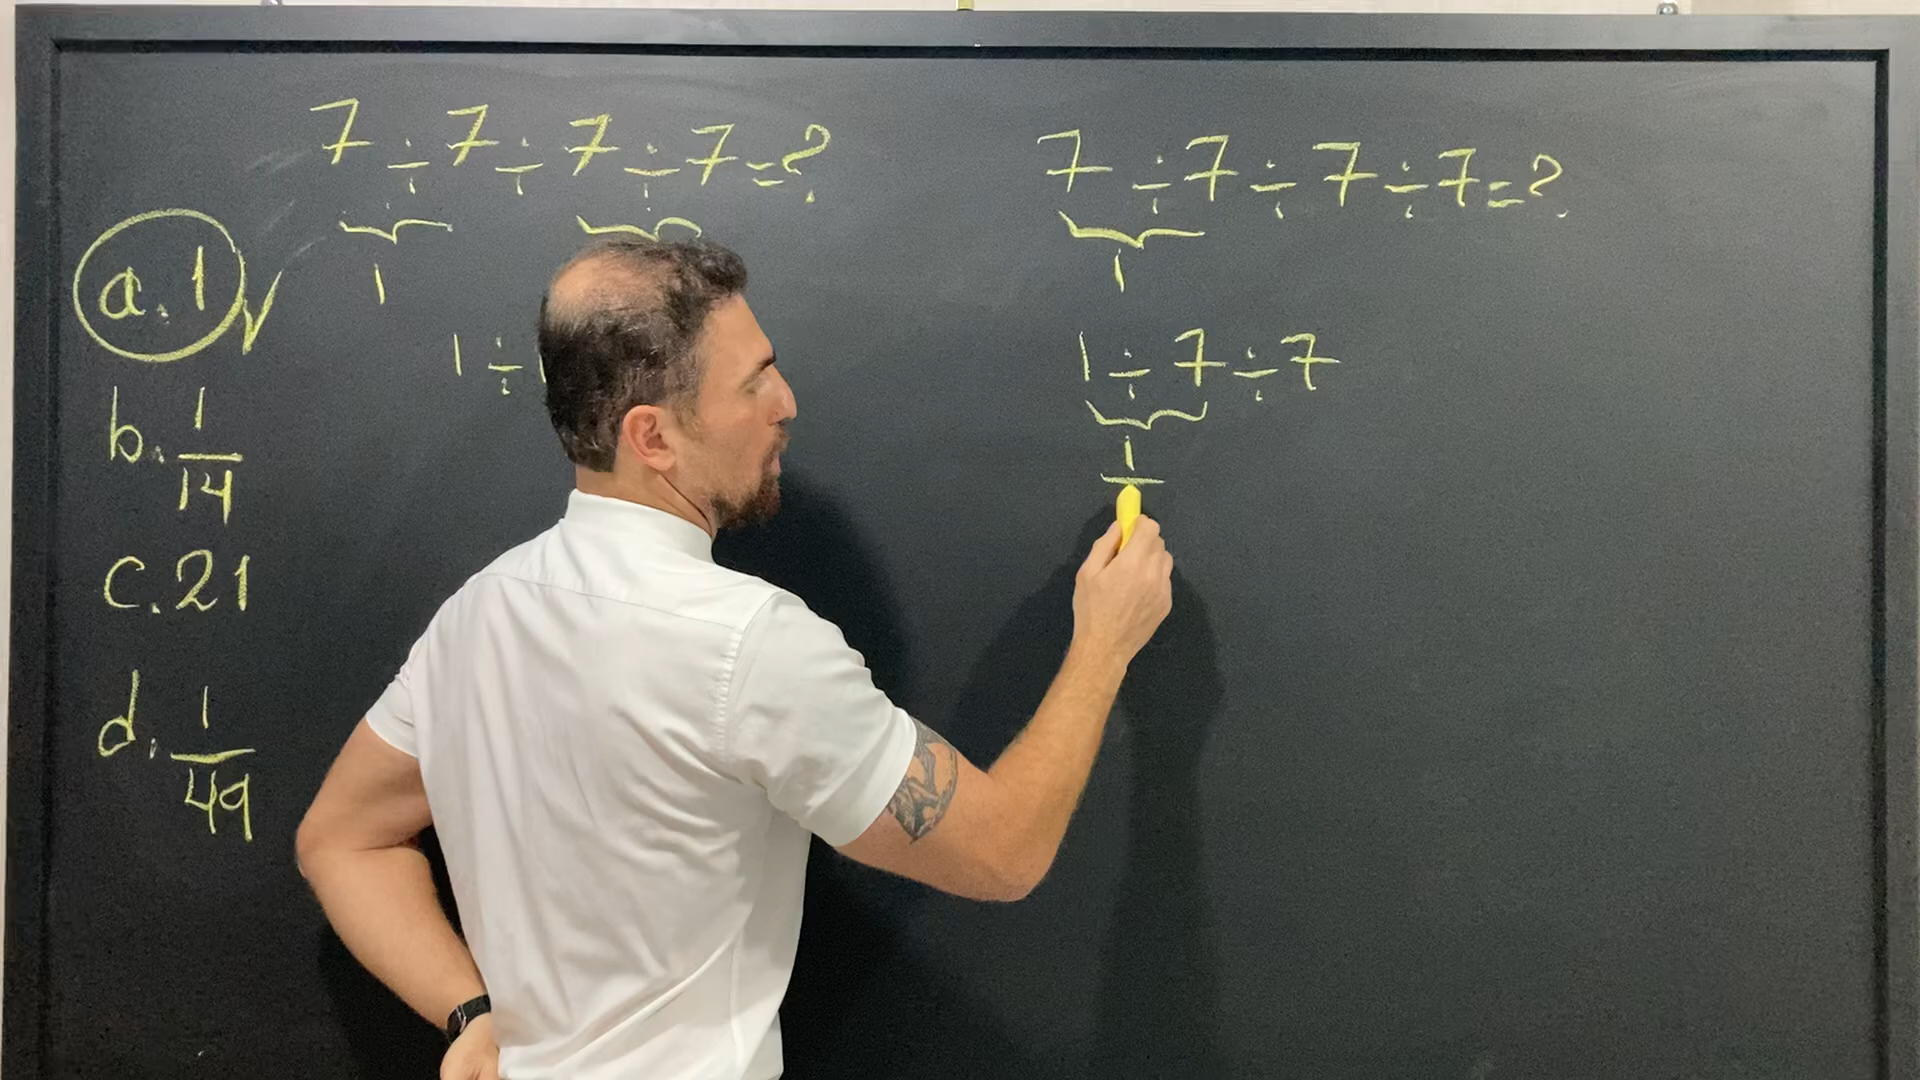 7 ÷ 7 ÷ 7 ÷ 7 = ?
1
1 ÷ 1
a. 1 ✓
b. 1/14
c. 21
d. 1/49
7 ÷ 7 ÷ 7 ÷ 7 = ?
1
1 ÷ 7 ÷ 7
1